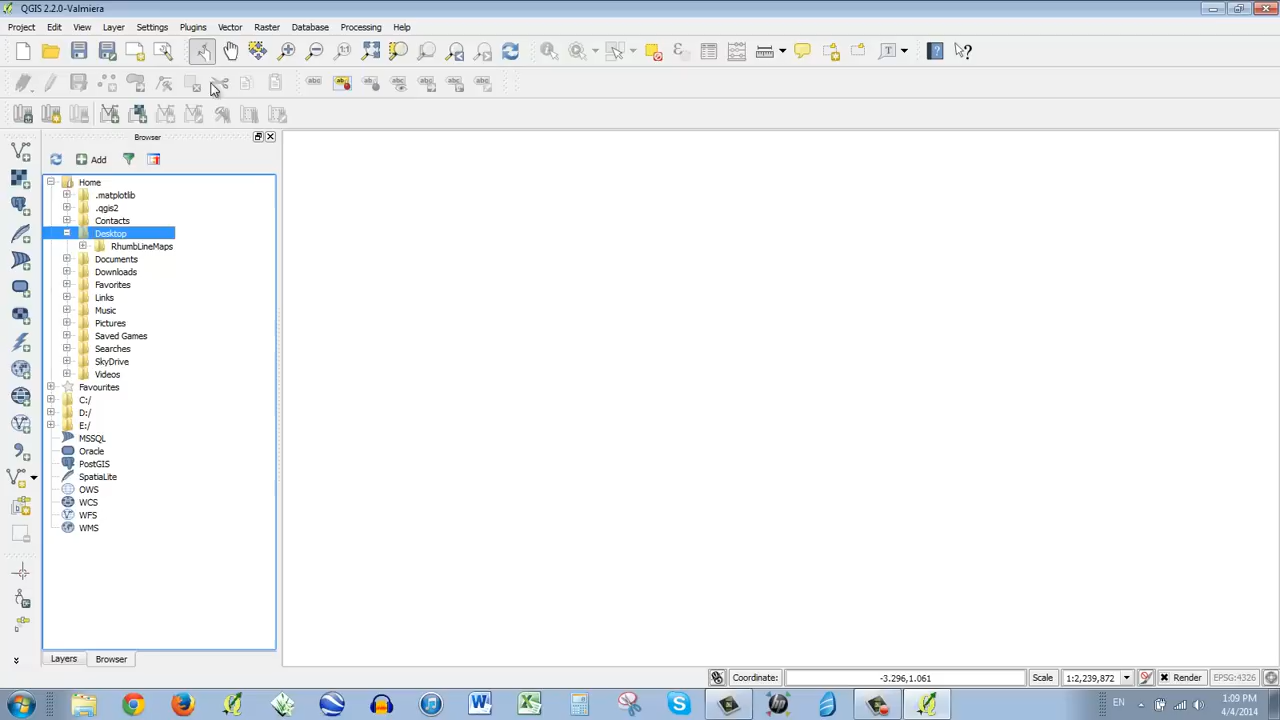 QGIS 2.2.0-Valmiera
Project Edit View Layer Settings Plugins Vector Raster Database Processing Help
Browser
Add
Home
.matplotlib
.qgis2
Contacts
Desktop
RhumbLineMaps
Documents
Downloads
Favorites
Links
Music
Pictures
Saved Games
Searches
SkyDrive
Videos
Favourites
C:/
D:/
E:/
MSSQL
Oracle
PostGIS
SpatiaLite
OWS
WCS
WFS
WMS
Layers Browser
Coordinate: -3.296,1.061 Scale 1:2,239,872 Render EPSG:4326
EN 1:09 PM
4/4/2014